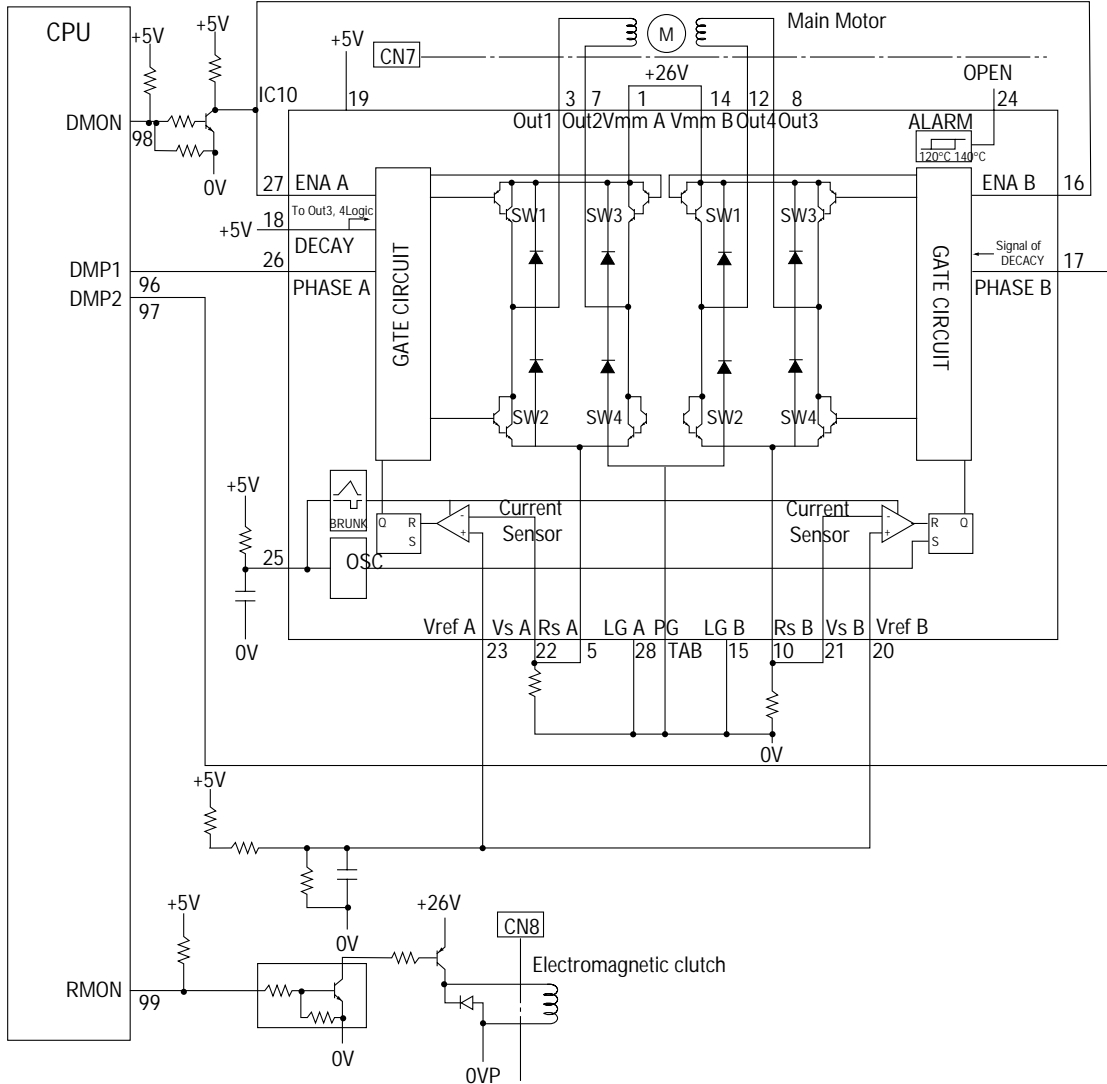 CPU
Main Motor
+5V
+5V
+5V
CN7
+26V
OPEN
IC10
19
3
7
1
14
12
8
24
DMON
98
Out1
Out2
Vmm A
Vmm B
Out4
Out3
ALARM
120°C 140°C
0V
27
ENA A
ENA B
16
SW1
SW3
SW1
SW3
18
To Out3, 4Logic
+5V
DECAY
Signal of
DECACY
DMP1
26
17
96
PHASE A
PHASE B
DMP2
97
GATE CIRCUIT
GATE CIRCUIT
SW2
SW4
SW2
SW4
+5V
BRUNK
Q
R
S
-
+
Current
Sensor
Current
Sensor
-
+
R
S
Q
25
OSC
0V
Vref A
Vs A
Rs A
LG A
PG
LG B
Rs B
Vs B
Vref B
23
22
5
28
TAB
15
10
21
20
0V
+5V
0V
+5V
+26V
CN8
Electromagnetic clutch
RMON
99
0V
0VP
M